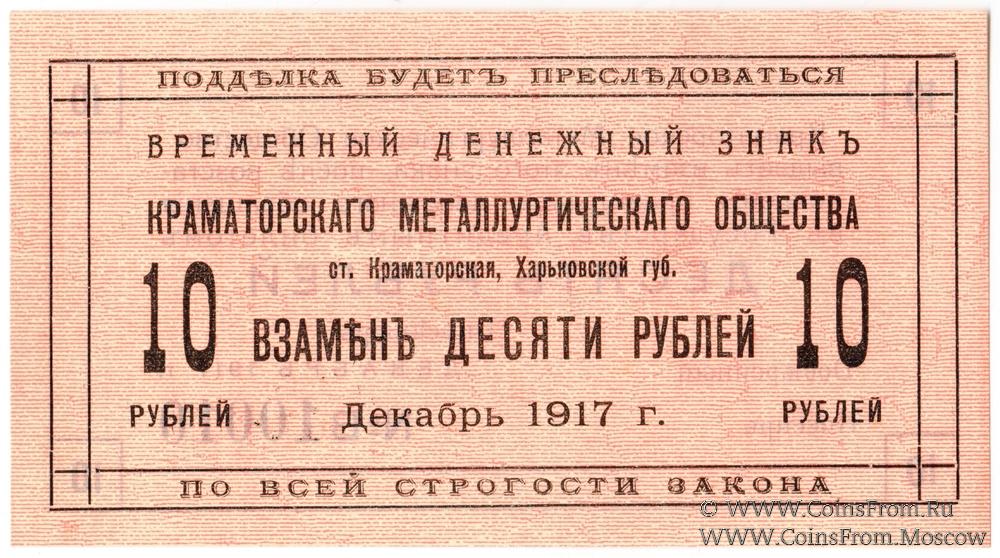 ПОДДѢЛКА БУДЕТЪ ПРЕСЛѢДОВАТЬСЯ
ВРЕМЕННЫЙ ДЕНЕЖНЫЙ ЗНАКЪ
КРАМАТОРСКАГО МЕТАЛЛУРГИЧЕСКАГО ОБЩЕСТВА
ст. Краматорская, Харьковской губ.
10 ВЗАМѢНЪ ДЕСЯТИ РУБЛЕЙ 10
РУБЛЕЙ Декабрь 1917 г. РУБЛЕЙ
ПО ВСЕЙ СТРОГОСТИ ЗАКОНА
© WWW.CoinsFrom.Ru
WWW.CoinsFrom.Moscow